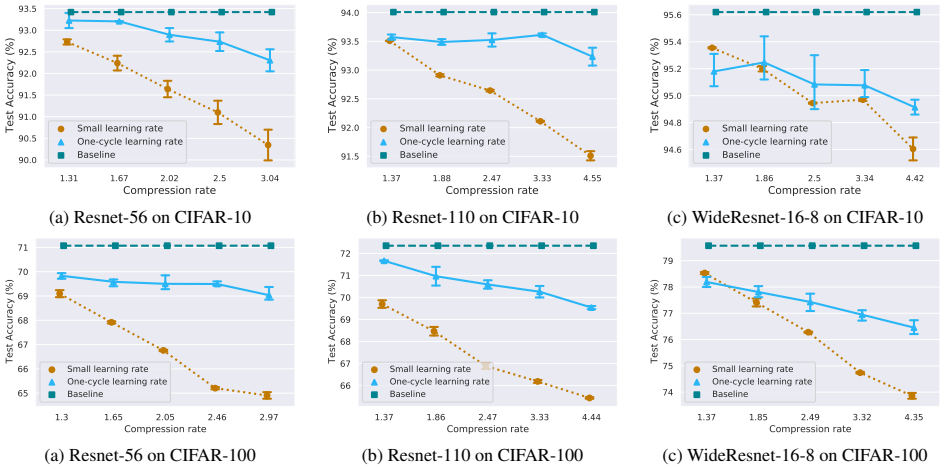 93.5
93.0
92.5
92.0
91.5
91.0
90.5
90.0
Test Accuracy (%)
Small learning rate
One-cycle learning rate
Baseline
1.31 1.67 2.02 2.5 3.04
Compression rate
(a) Resnet-56 on CIFAR-10
94.0
93.5
93.0
92.5
92.0
91.5
Test Accuracy (%)
Small learning rate
One-cycle learning rate
Baseline
1.37 1.88 2.47 3.33 4.55
Compression rate
(b) Resnet-110 on CIFAR-10
95.6
95.4
95.2
95.0
94.8
94.6
Test Accuracy (%)
Small learning rate
One-cycle learning rate
Baseline
1.37 1.86 2.5 3.34 4.42
Compression rate
(c) WideResnet-16-8 on CIFAR-10
71
70
69
68
67
66
65
Test Accuracy (%)
Small learning rate
One-cycle learning rate
Baseline
1.3 1.65 2.05 2.46 2.97
Compression rate
(a) Resnet-56 on CIFAR-100
72
71
70
69
68
67
66
Test Accuracy (%)
Small learning rate
One-cycle learning rate
Baseline
1.37 1.86 2.47 3.33 4.44
Compression rate
(b) Resnet-110 on CIFAR-100
79
78
77
76
75
74
Test Accuracy (%)
Small learning rate
One-cycle learning rate
Baseline
1.37 1.85 2.49 3.32 4.35
Compression rate
(c) WideResnet-16-8 on CIFAR-100